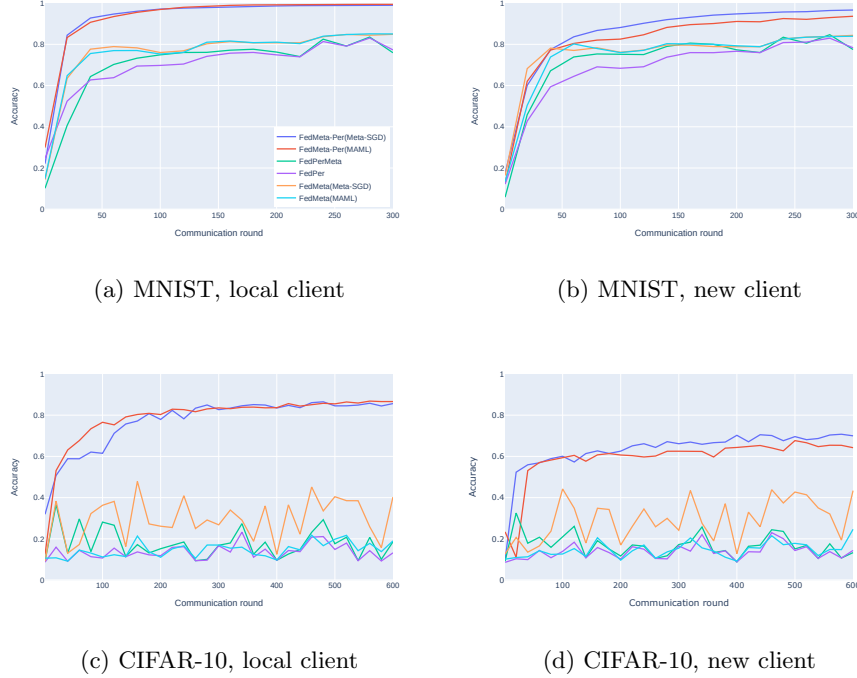 1
0.8
0.6
0.4
0.2
0
Accuracy
50
100
150
200
250
300
Communication round
FedMeta-Per(Meta-SGD)
FedMeta-Per(MAML)
FedPerMeta
FedPer
FedMeta(Meta-SGD)
FedMeta(MAML)
(a) MNIST, local client
1
0.8
0.6
0.4
0.2
0
Accuracy
50
100
150
200
250
300
Communication round
(b) MNIST, new client
1
0.8
0.6
0.4
0.2
0
Accuracy
100
200
300
400
500
600
Communication round
(c) CIFAR-10, local client
1
0.8
0.6
0.4
0.2
0
Accuracy
100
200
300
400
500
600
Communication round
(d) CIFAR-10, new client